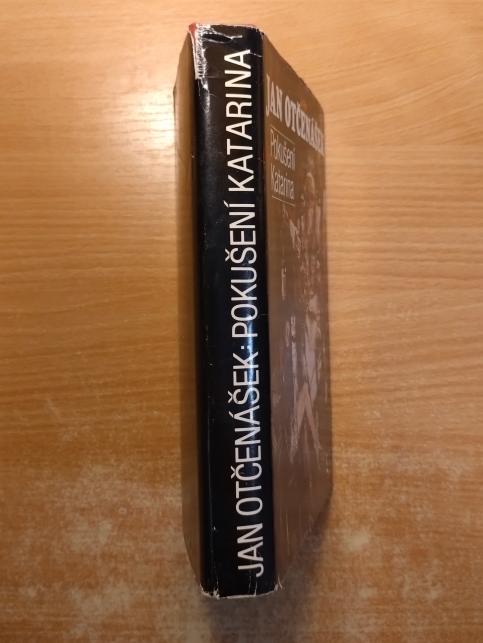 JAN OTČENÁŠEK: POKUŠENÍ KATARINA
JAN OTČENÁŠEK
Pokušení
Katarina